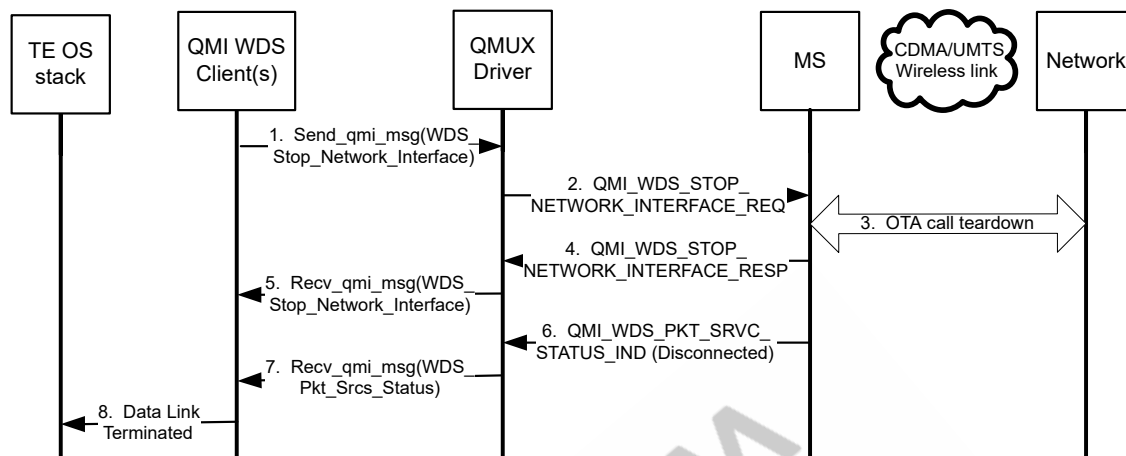 TE OS
stack
QMI WDS
Client(s)
QMUX
Driver
MS
CDMA/UMTS
Wireless link
Network
1. Send_qmi_msg(WDS_
Stop_Network_Interface)
2. QMI_WDS_STOP_
NETWORK_INTERFACE_REQ
3. OTA call teardown
4. QMI_WDS_STOP_
NETWORK_INTERFACE_RESP
5. Recv_qmi_msg(WDS_
Stop_Network_Interface)
6. QMI_WDS_PKT_SRVC_
STATUS_IND (Disconnected)
7. Recv_qmi_msg(WDS_
Pkt_Srcs_Status)
8. Data Link
Terminated